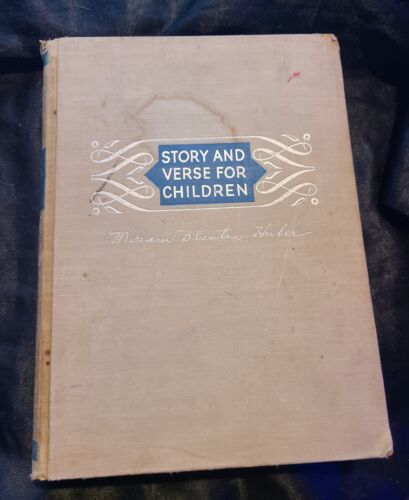 STORY AND
VERSE FOR
CHILDREN
Miriam Blanton Huber